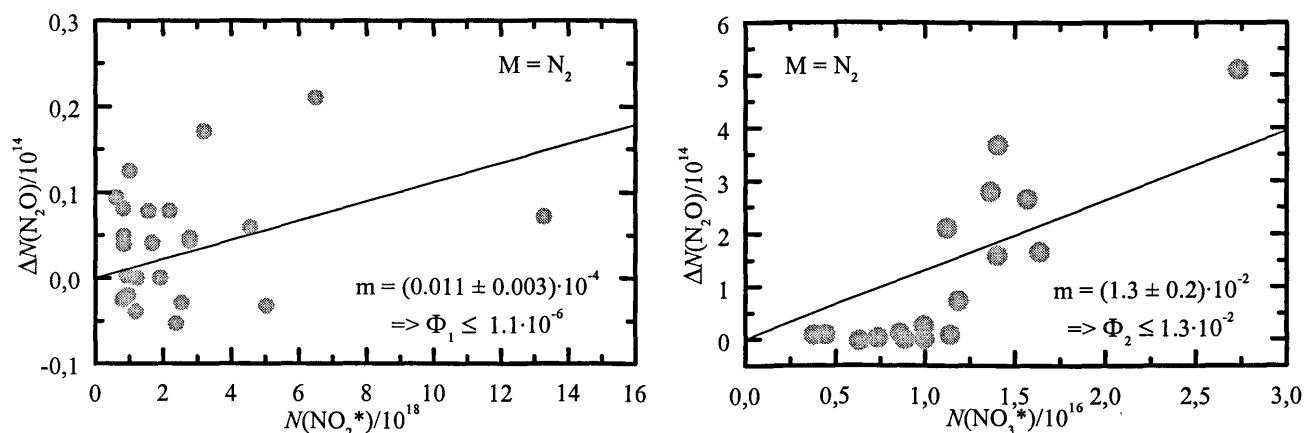 0,3
0,2
0,1
0,0
-0,1
ΔN(N₂O)/10¹⁴
M = N₂
m = (0.011 ± 0.003)·10⁻⁴
=> Φ₁ ≤ 1.1·10⁻⁶
0 2 4 6 8 10 12 14 16
N(NO₂*)/10¹⁸
6
5
4
3
2
1
0
ΔN(N₂O)/10¹⁴
M = N₂
m = (1.3 ± 0.2)·10⁻²
=> Φ₂ ≤ 1.3·10⁻²
0,0 0,5 1,0 1,5 2,0 2,5 3,0
N(NO₃*)/10¹⁶